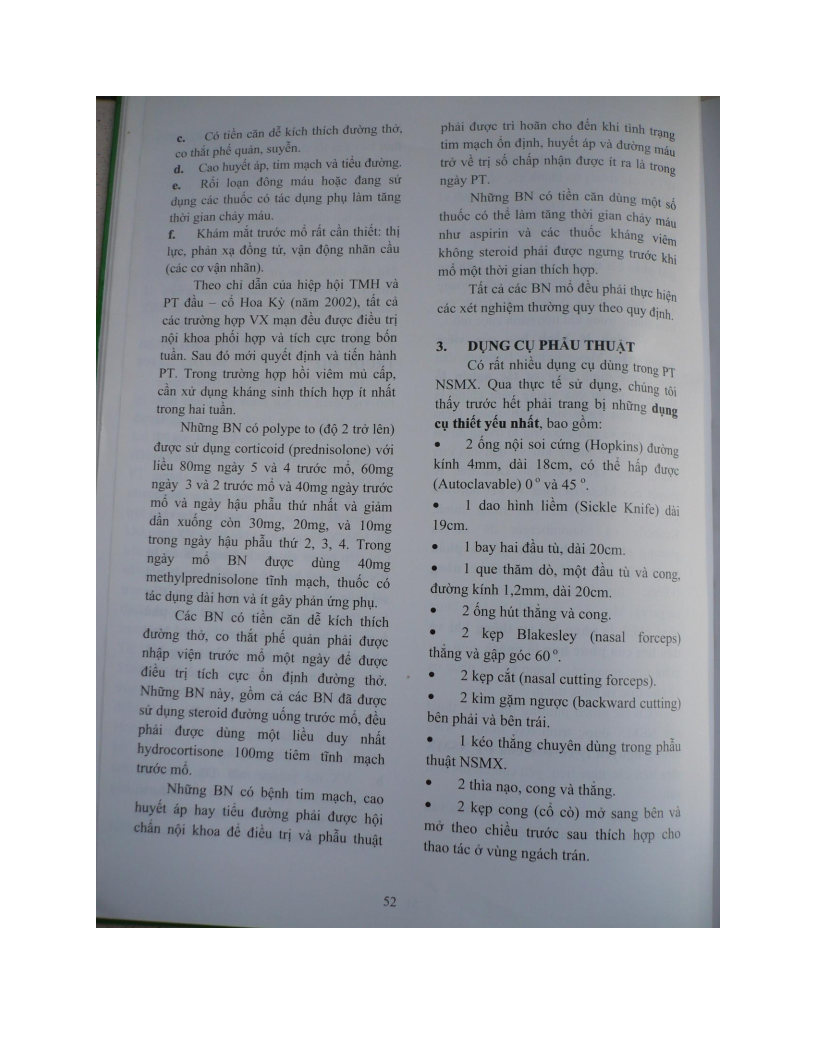 c. Có tiền căn dễ kích thích đường thở,
co thắt phế quản, suyễn.
d. Cao huyết áp, tim mạch và tiểu đường.
e. Rối loạn đông máu hoặc đang sử
dụng các thuốc có tác dụng phụ làm tăng
thời gian chảy máu.
f. Khám mắt trước mổ rất cần thiết: thị
lực, phản xạ đồng tử, vận động nhãn cầu
(các cơ vận nhãn).
Theo chỉ dẫn của hiệp hội TMH và
PT đầu – cổ Hoa Kỳ (năm 2002), tất cả
các trường hợp VX mạn đều được điều trị
nội khoa phối hợp và tích cực trong bốn
tuần. Sau đó mới quyết định và tiến hành
PT. Trong trường hợp hồi viêm mủ cấp,
cần xử dụng kháng sinh thích hợp ít nhất
trong hai tuần.
Những BN có polype to (độ 2 trở lên)
được sử dụng corticoid (prednisolone) với
liều 80mg ngày 5 và 4 trước mổ, 60mg
ngày 3 và 2 trước mổ và 40mg ngày trước
mổ và ngày hậu phẫu thứ nhất và giảm
dần xuống còn 30mg, 20mg, và 10mg
trong ngày hậu phẫu thứ 2, 3, 4. Trong
ngày mổ BN được dùng 40mg
methylprednisolone tĩnh mạch, thuốc có
tác dụng dài hơn và ít gây phản ứng phụ.
Các BN có tiền căn dễ kích thích
đường thở, co thắt phế quản phải được
nhập viện trước mổ một ngày để được
điều trị tích cực ổn định đường thở.
Những BN này, gồm cả các BN đã được
sử dụng steroid đường uống trước mổ, đều
phải được dùng một liều duy nhất
hydrocortisone 100mg tiêm tĩnh mạch
trước mổ.
Những BN có bệnh tim mạch, cao
huyết áp hay tiểu đường phải được hội
chẩn nội khoa để điều trị và phẫu thuật
phải được trì hoãn cho đến khi tình trạng
tim mạch ổn định, huyết áp và đường máu
trở về trị số chấp nhận được ít ra là trong
ngày PT.
Những BN có tiền căn dùng một số
thuốc có thể làm tăng thời gian chảy máu
như aspirin và các thuốc kháng viêm
không steroid phải được ngưng trước khi
mổ một thời gian thích hợp.
Tất cả các BN mổ đều phải thực hiện
các xét nghiệm thường quy theo quy định.
3. DỤNG CỤ PHẪU THUẬT
Có rất nhiều dụng cụ dùng trong PT
NSMX. Qua thực tế sử dụng, chúng tôi
thấy trước hết phải trang bị những dụng
cụ thiết yếu nhất, bao gồm:
• 2 ống nội soi cứng (Hopkins) đường
kính 4mm, dài 18cm, có thể hấp được
(Autoclavable) 0 º và 45 º.
• 1 dao hình liềm (Sickle Knife) dài
19cm.
• 1 bay hai đầu tù, dài 20cm.
• 1 que thăm dò, một đầu tù và cong,
đường kính 1,2mm, dài 20cm.
• 2 ống hút thẳng và cong.
• 2 kẹp Blakesley (nasal forceps)
thẳng và gập góc 60 º.
• 2 kẹp cắt (nasal cutting forceps).
• 2 kìm gặm ngược (backward cutting)
bên phải và bên trái.
• 1 kéo thẳng chuyên dùng trong phẫu
thuật NSMX.
• 2 thìa nạo, cong và thẳng.
• 2 kẹp cong (cổ cò) mở sang bên và
mở theo chiều trước sau thích hợp cho
thao tác ở vùng ngách trán.
52